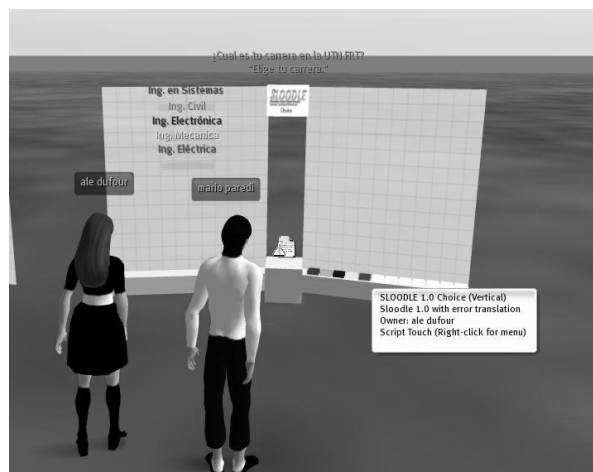 ¿Cual es tu carrera en la UTN FRT?
"Elige tu carrera."
Ing. en Sistemas
Ing. Civil
Ing. Electrónica
Ing. Mecanica
Ing. Eléctrica
SLOODLE
Choice
ale dufour
mario paredi
SLOODLE 1.0 Choice (Vertical)
Sloodle 1.0 with error translation
Owner: ale dufour
Script Touch (Right-click for menu)